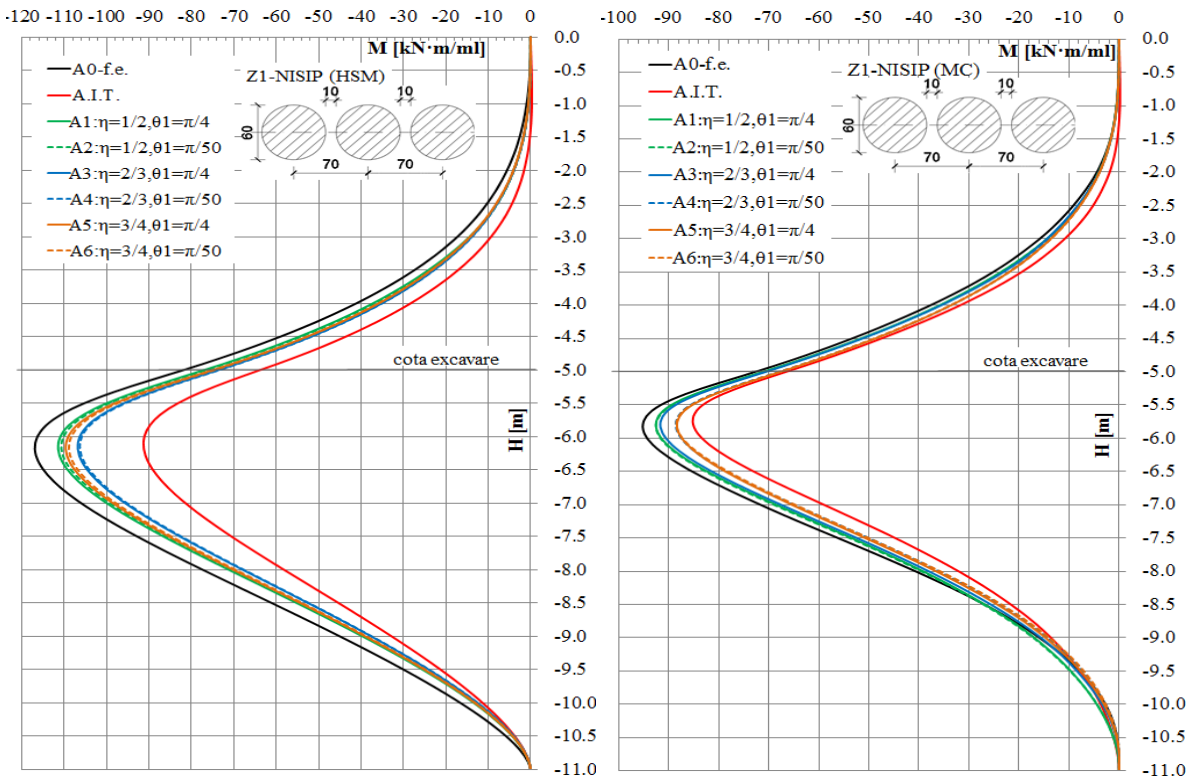 -120 -110 -100 -90 -80 -70 -60 -50 -40 -30 -20 -10 0
M [kN·m/ml]
A0-f.e.
A.I.T.
A1:η=1/2,θ1=π/4
A2:η=1/2,θ1=π/50
A3:η=2/3,θ1=π/4
A4:η=2/3,θ1=π/50
A5:η=3/4,θ1=π/4
A6:η=3/4,θ1=π/50
Z1-NISIP (HSM)
10 10
60
70 70
cota excavare
H [m]
0.0
-0.5
-1.0
-1.5
-2.0
-2.5
-3.0
-3.5
-4.0
-4.5
-5.0
-5.5
-6.0
-6.5
-7.0
-7.5
-8.0
-8.5
-9.0
-9.5
-10.0
-10.5
-11.0
-100 -90 -80 -70 -60 -50 -40 -30 -20 -10 0
M [kN·m/ml]
A0-f.e.
A.I.T.
A1:η=1/2,θ1=π/4
A2:η=1/2,θ1=π/50
A3:η=2/3,θ1=π/4
A4:η=2/3,θ1=π/50
A5:η=3/4,θ1=π/4
A6:η=3/4,θ1=π/50
Z1-NISIP (MC)
10 10
60
70 70
cota excavare
H [m]
0.0
-0.5
-1.0
-1.5
-2.0
-2.5
-3.0
-3.5
-4.0
-4.5
-5.0
-5.5
-6.0
-6.5
-7.0
-7.5
-8.0
-8.5
-9.0
-9.5
-10.0
-10.5
-11.0